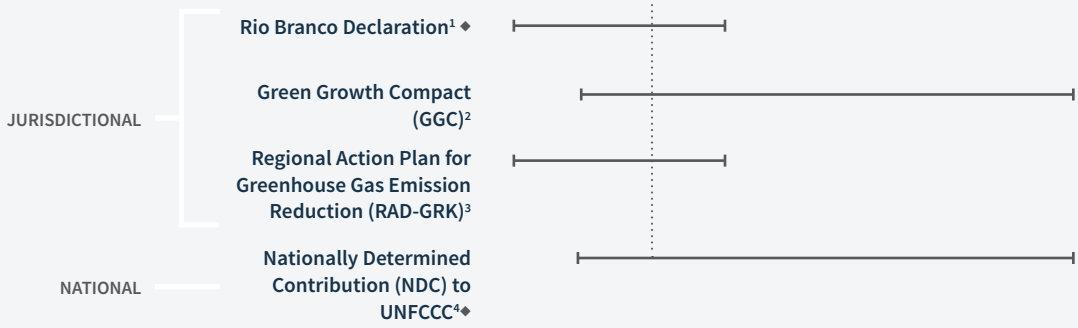 Rio Branco Declaration¹ ◆
JURISDICTIONAL
Green Growth Compact
(GGC)²
Regional Action Plan for
Greenhouse Gas Emission
Reduction (RAD-GRK)³
NATIONAL
Nationally Determined
Contribution (NDC) to
UNFCCC⁴◆